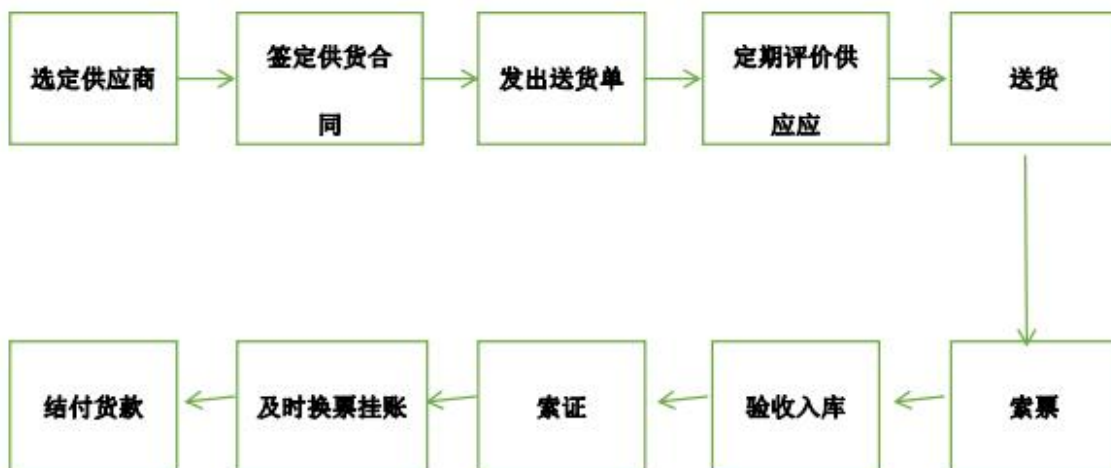 选定供应商
签定供货合
同
发出送货单
定期评价供
应应
送货
结付货款
及时换票挂账
索证
验收入库
索票